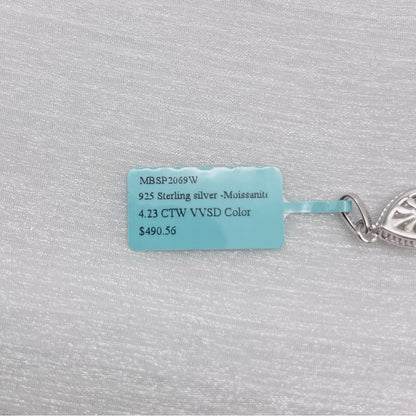 MBSP2069W
925 Sterling silver -Moissanite
4.23 CTW VVSD Color
$490.56